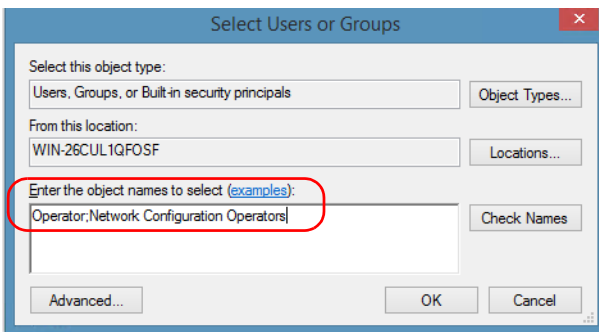 Select Users or Groups
Select this object type:
Users, Groups, or Built-in security principals
Object Types...
From this location:
WIN-26CUL1QFOSF
Locations...
Enter the object names to select (examples):
Operator;Network Configuration Operators
Check Names
Advanced...
OK
Cancel